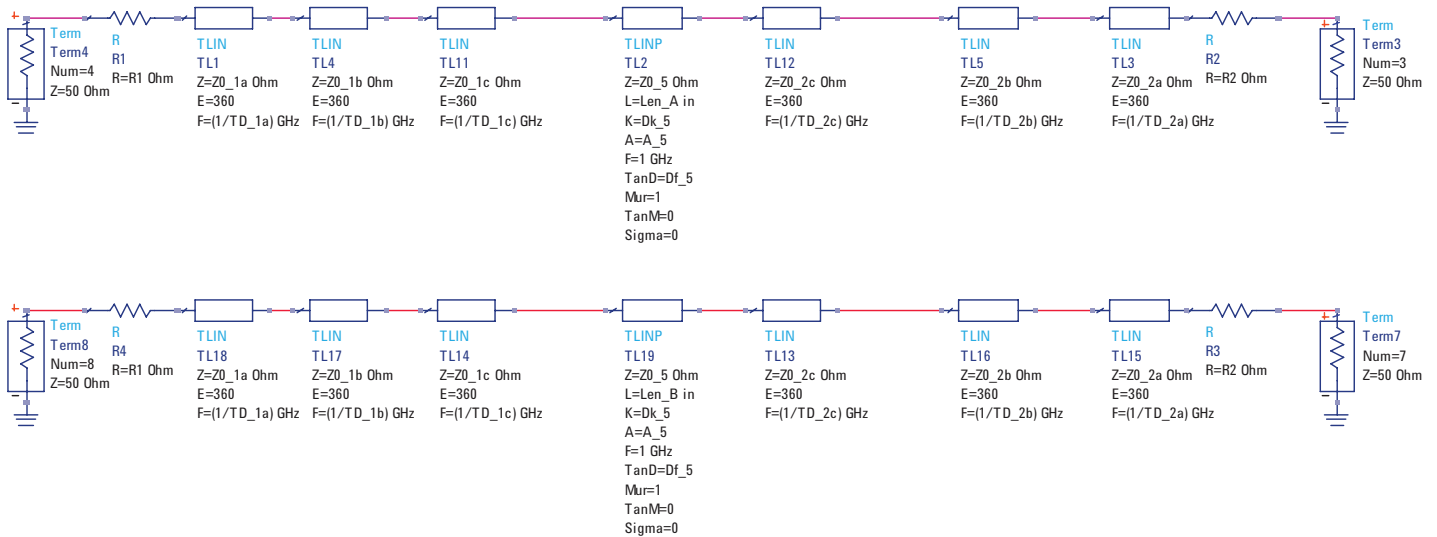 Term
Term4
Num=4
Z=50 Ohm
R
R1
R=R1 Ohm
TLIN
TL1
Z=Z0_1a Ohm
E=360
F=(1/TD_1a) GHz
TLIN
TL4
Z=Z0_1b Ohm
E=360
F=(1/TD_1b) GHz
TLIN
TL11
Z=Z0_1c Ohm
E=360
F=(1/TD_1c) GHz
TLINP
TL2
Z=Z0_5 Ohm
L=Len_A in
K=Dk_5
A=A_5
F=1 GHz
TanD=Df_5
Mur=1
TanM=0
Sigma=0
TLIN
TL12
Z=Z0_2c Ohm
E=360
F=(1/TD_2c) GHz
TLIN
TL5
Z=Z0_2b Ohm
E=360
F=(1/TD_2b) GHz
TLIN
TL3
Z=Z0_2a Ohm
E=360
F=(1/TD_2a) GHz
R
R2
R=R2 Ohm
Term
Term3
Num=3
Z=50 Ohm
Term
Term8
Num=8
Z=50 Ohm
R
R4
R=R1 Ohm
TLIN
TL18
Z=Z0_1a Ohm
E=360
F=(1/TD_1a) GHz
TLIN
TL17
Z=Z0_1b Ohm
E=360
F=(1/TD_1b) GHz
TLIN
TL14
Z=Z0_1c Ohm
E=360
F=(1/TD_1c) GHz
TLINP
TL19
Z=Z0_5 Ohm
L=Len_B in
K=Dk_5
A=A_5
F=1 GHz
TanD=Df_5
Mur=1
TanM=0
Sigma=0
TLIN
TL13
Z=Z0_2c Ohm
E=360
F=(1/TD_2c) GHz
TLIN
TL16
Z=Z0_2b Ohm
E=360
F=(1/TD_2b) GHz
TLIN
TL15
Z=Z0_2a Ohm
E=360
F=(1/TD_2a) GHz
R
R3
R=R2 Ohm
Term
Term7
Num=7
Z=50 Ohm